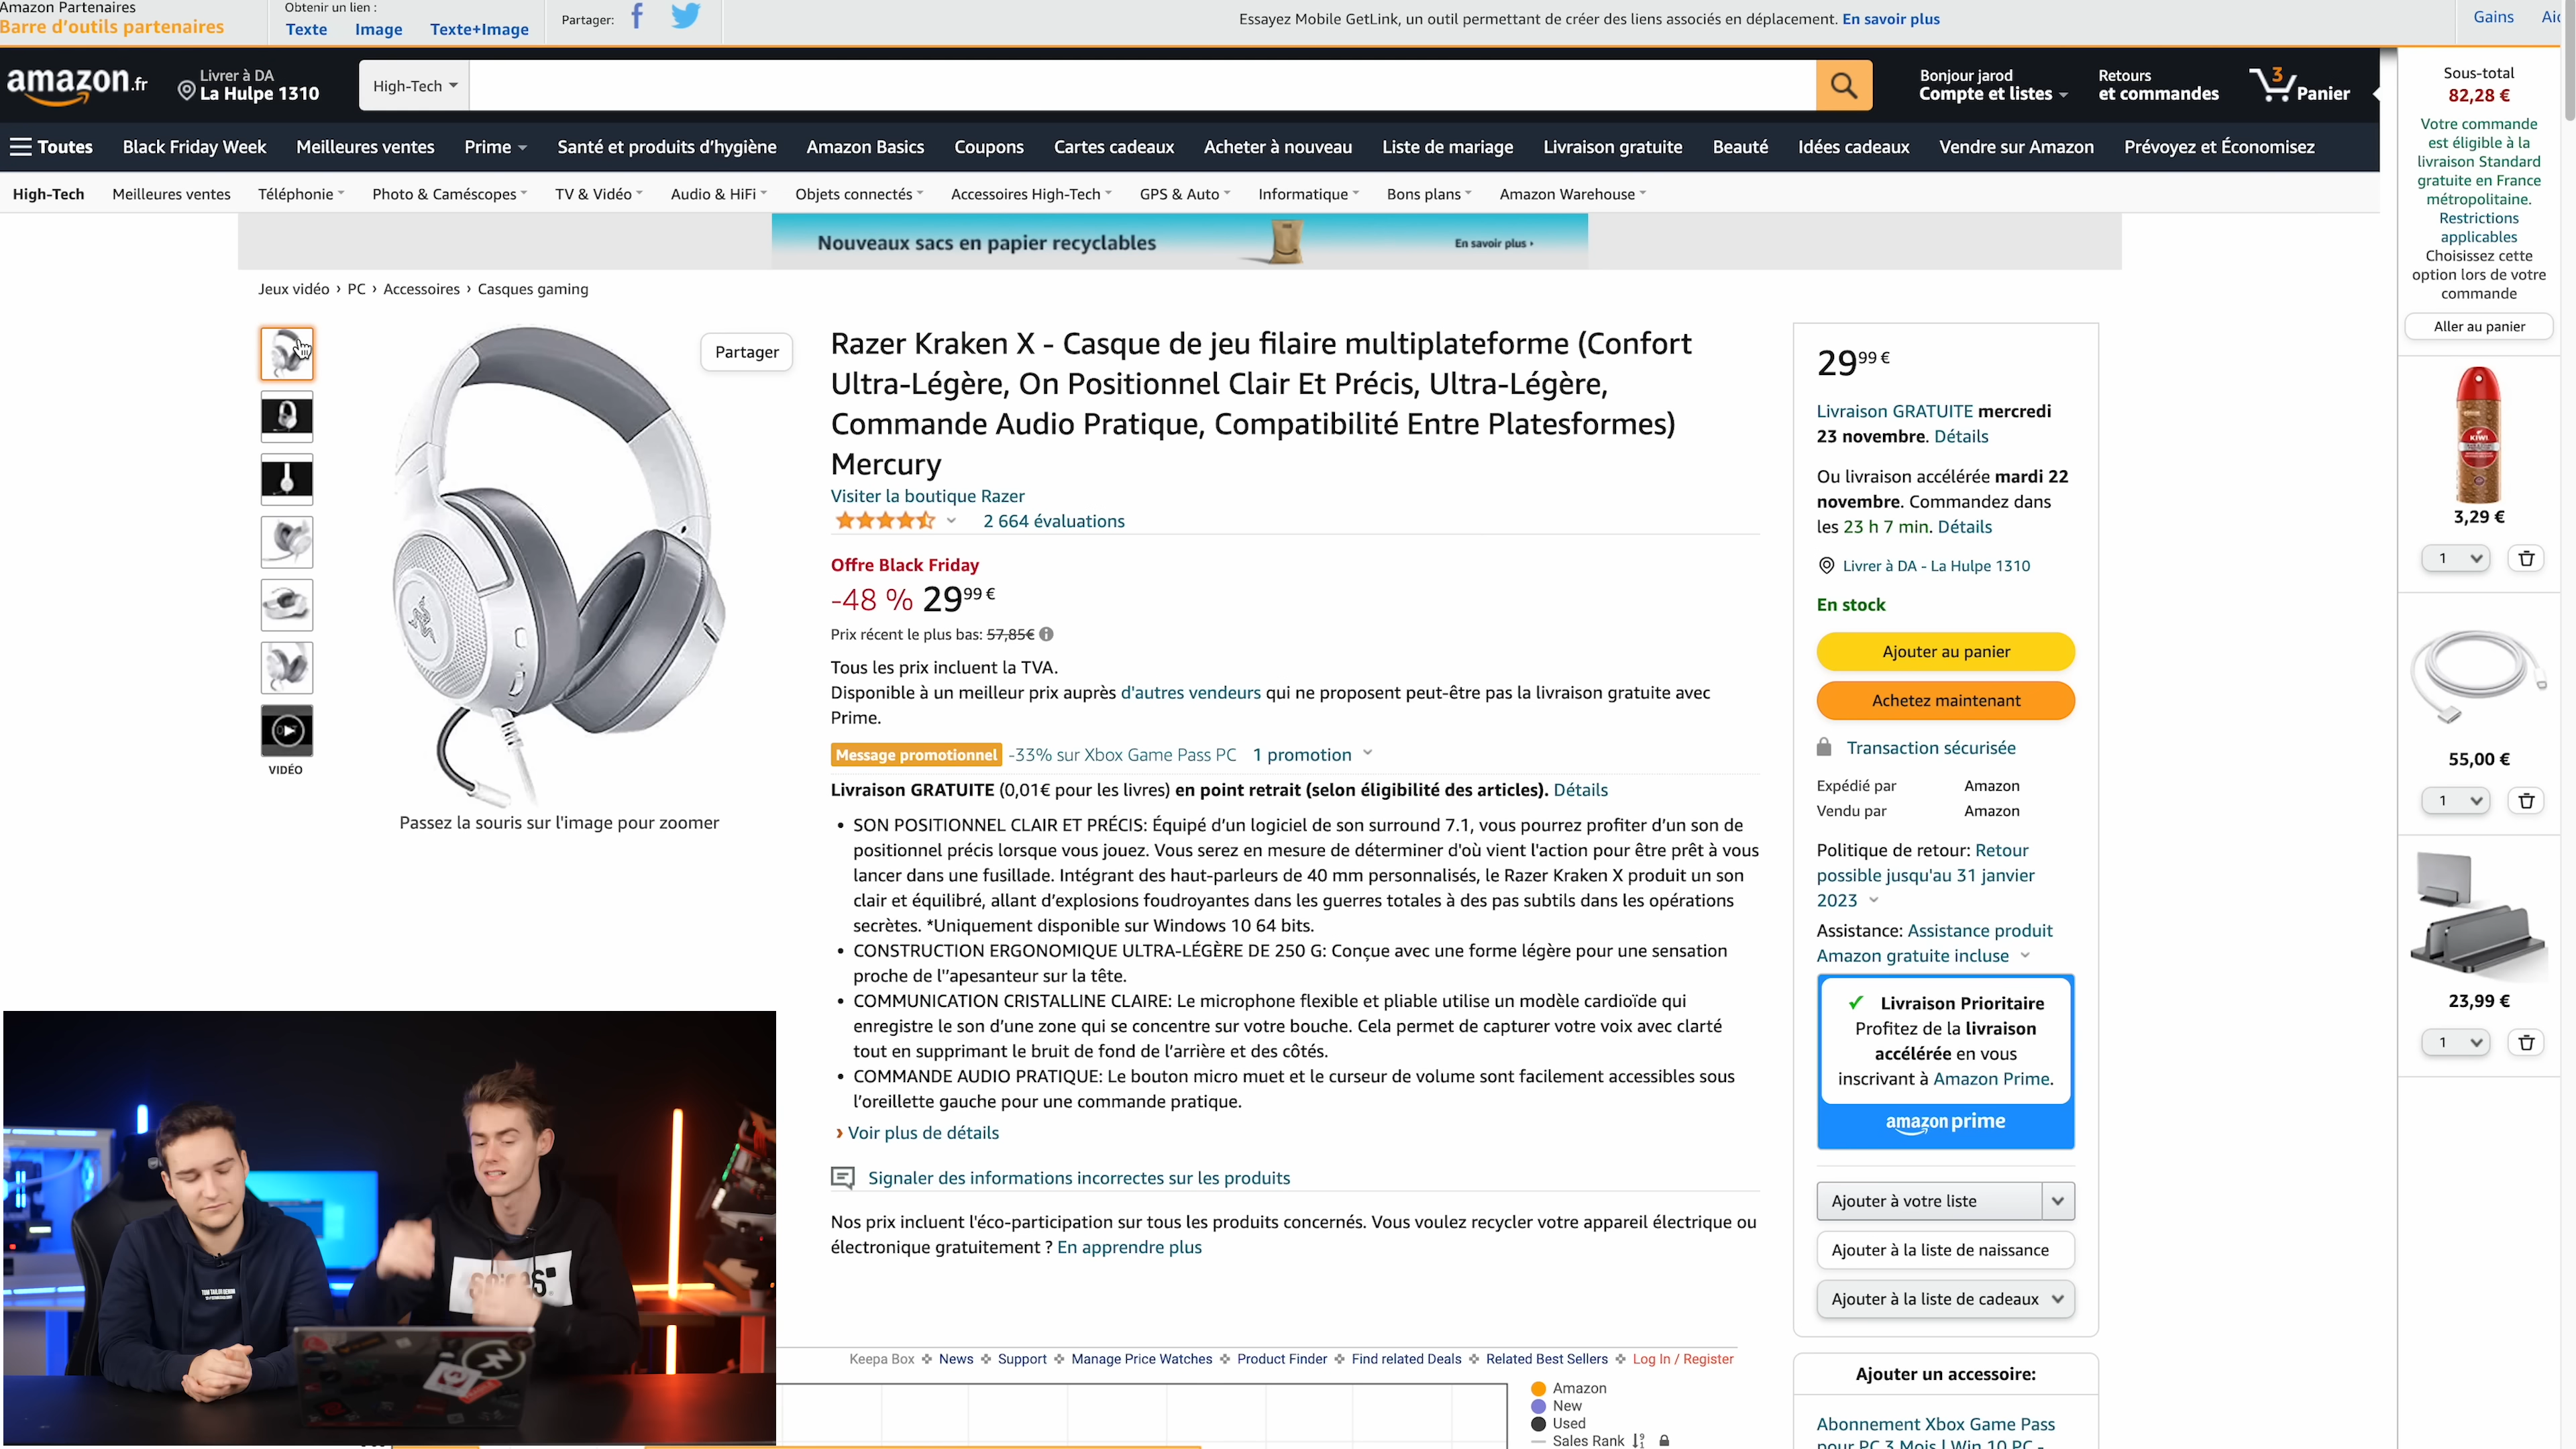 Amazon Partenaires
Barre d'outils partenaires
Obtenir un lien :
Texte Image Texte+Image
Partager:
Essayez Mobile GetLink, un outil permettant de créer des liens associés en déplacement. En savoir plus
Gains
amazon.fr
Livrer à DA
La Hulpe 1310
High-Tech
Bonjour jarod
Compte et listes
Retours
et commandes
3
Panier
Toutes Black Friday Week Meilleures ventes Prime Santé et produits d'hygiène Amazon Basics Coupons Cartes cadeaux Acheter à nouveau Liste de mariage Livraison gratuite Beauté Idées cadeaux Vendre sur Amazon Prévoyez et Économisez
High-Tech Meilleures ventes Téléphonie Photo & Caméscopes TV & Vidéo Audio & HiFi Objets connectés Accessoires High-Tech GPS & Auto Informatique Bons plans Amazon Warehouse
Nouveaux sacs en papier recyclables
En savoir plus ›
Jeux vidéo › PC › Accessoires › Casques gaming
VIDÉO
Partager
Passez la souris sur l'image pour zoomer
Razer Kraken X - Casque de jeu filaire multiplateforme (Confort
Ultra-Légère, On Positionnel Clair Et Précis, Ultra-Légère,
Commande Audio Pratique, Compatibilité Entre Platesformes)
Mercury
Visiter la boutique Razer
2 664 évaluations
Offre Black Friday
-48 % 29,99 €
Prix récent le plus bas: 57,85€
Tous les prix incluent la TVA.
Disponible à un meilleur prix auprès d'autres vendeurs qui ne proposent peut-être pas la livraison gratuite avec
Prime.
Message promotionnel -33% sur Xbox Game Pass PC 1 promotion
Livraison GRATUITE (0,01€ pour les livres) en point retrait (selon éligibilité des articles). Détails
• SON POSITIONNEL CLAIR ET PRÉCIS: Équipé d'un logiciel de son surround 7.1, vous pourrez profiter d'un son de
positionnel précis lorsque vous jouez. Vous serez en mesure de déterminer d'où vient l'action pour être prêt à vous
lancer dans une fusillade. Intégrant des haut-parleurs de 40 mm personnalisés, le Razer Kraken X produit un son
clair et équilibré, allant d'explosions foudroyantes dans les guerres totales à des pas subtils dans les opérations
secrètes. *Uniquement disponible sur Windows 10 64 bits.
• CONSTRUCTION ERGONOMIQUE ULTRA-LÉGÈRE DE 250 G: Conçue avec une forme légère pour une sensation
proche de l''apesanteur sur la tête.
• COMMUNICATION CRISTALLINE CLAIRE: Le microphone flexible et pliable utilise un modèle cardioïde qui
enregistre le son d'une zone qui se concentre sur votre bouche. Cela permet de capturer votre voix avec clarté
tout en supprimant le bruit de fond de l'arrière et des côtés.
• COMMANDE AUDIO PRATIQUE: Le bouton micro muet et le curseur de volume sont facilement accessibles sous
l'oreillette gauche pour une commande pratique.
› Voir plus de détails
Signaler des informations incorrectes sur les produits
Nos prix incluent l'éco-participation sur tous les produits concernés. Vous voulez recycler votre appareil électrique ou
électronique gratuitement ? En apprendre plus
Keepa Box News Support Manage Price Watches Product Finder Find related Deals Related Best Sellers Log In / Register
Amazon
New
Used
Sales Rank
29,99 €
Livraison GRATUITE mercredi
23 novembre. Détails
Ou livraison accélérée mardi 22
novembre. Commandez dans
les 23 h 7 min. Détails
Livrer à DA - La Hulpe 1310
En stock
Ajouter au panier
Achetez maintenant
Transaction sécurisée
Expédié par Amazon
Vendu par Amazon
Politique de retour: Retour
possible jusqu'au 31 janvier
2023
Assistance: Assistance produit
Amazon gratuite incluse
✓ Livraison Prioritaire
Profitez de la livraison
accélérée en vous
inscrivant à Amazon Prime.
amazon prime
Ajouter à votre liste
Ajouter à la liste de naissance
Ajouter à la liste de cadeaux
Ajouter un accessoire:
Abonnement Xbox Game Pass
pour PC 3 Mois | Win 10 PC -
Sous-total
82,28 €
Votre commande
est éligible à la
livraison Standard
gratuite en France
métropolitaine.
Restrictions
applicables
Choisissez cette
option lors de votre
commande
Aller au panier
KIWI
3,29 €
1
55,00 €
1
23,99 €
1